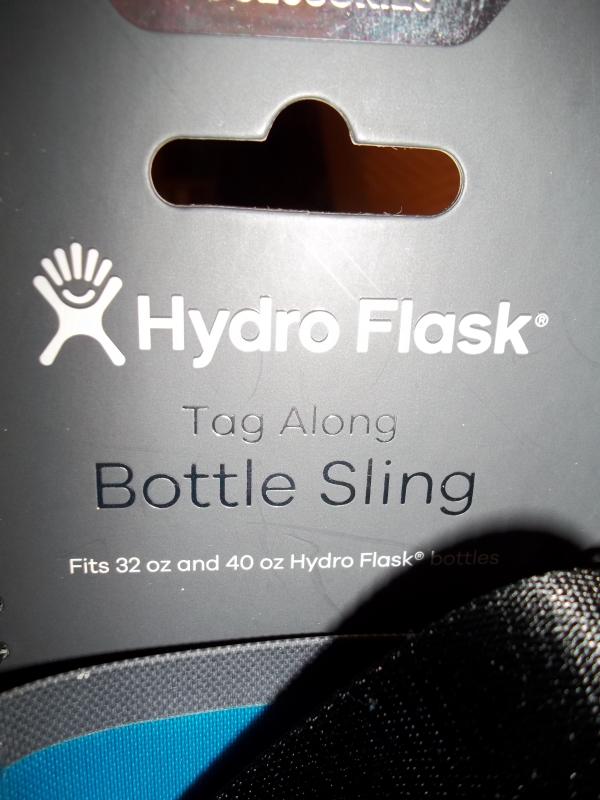 Hydro Flask®
Tag Along
Bottle Sling
Fits 32 oz and 40 oz Hydro Flask® bottles